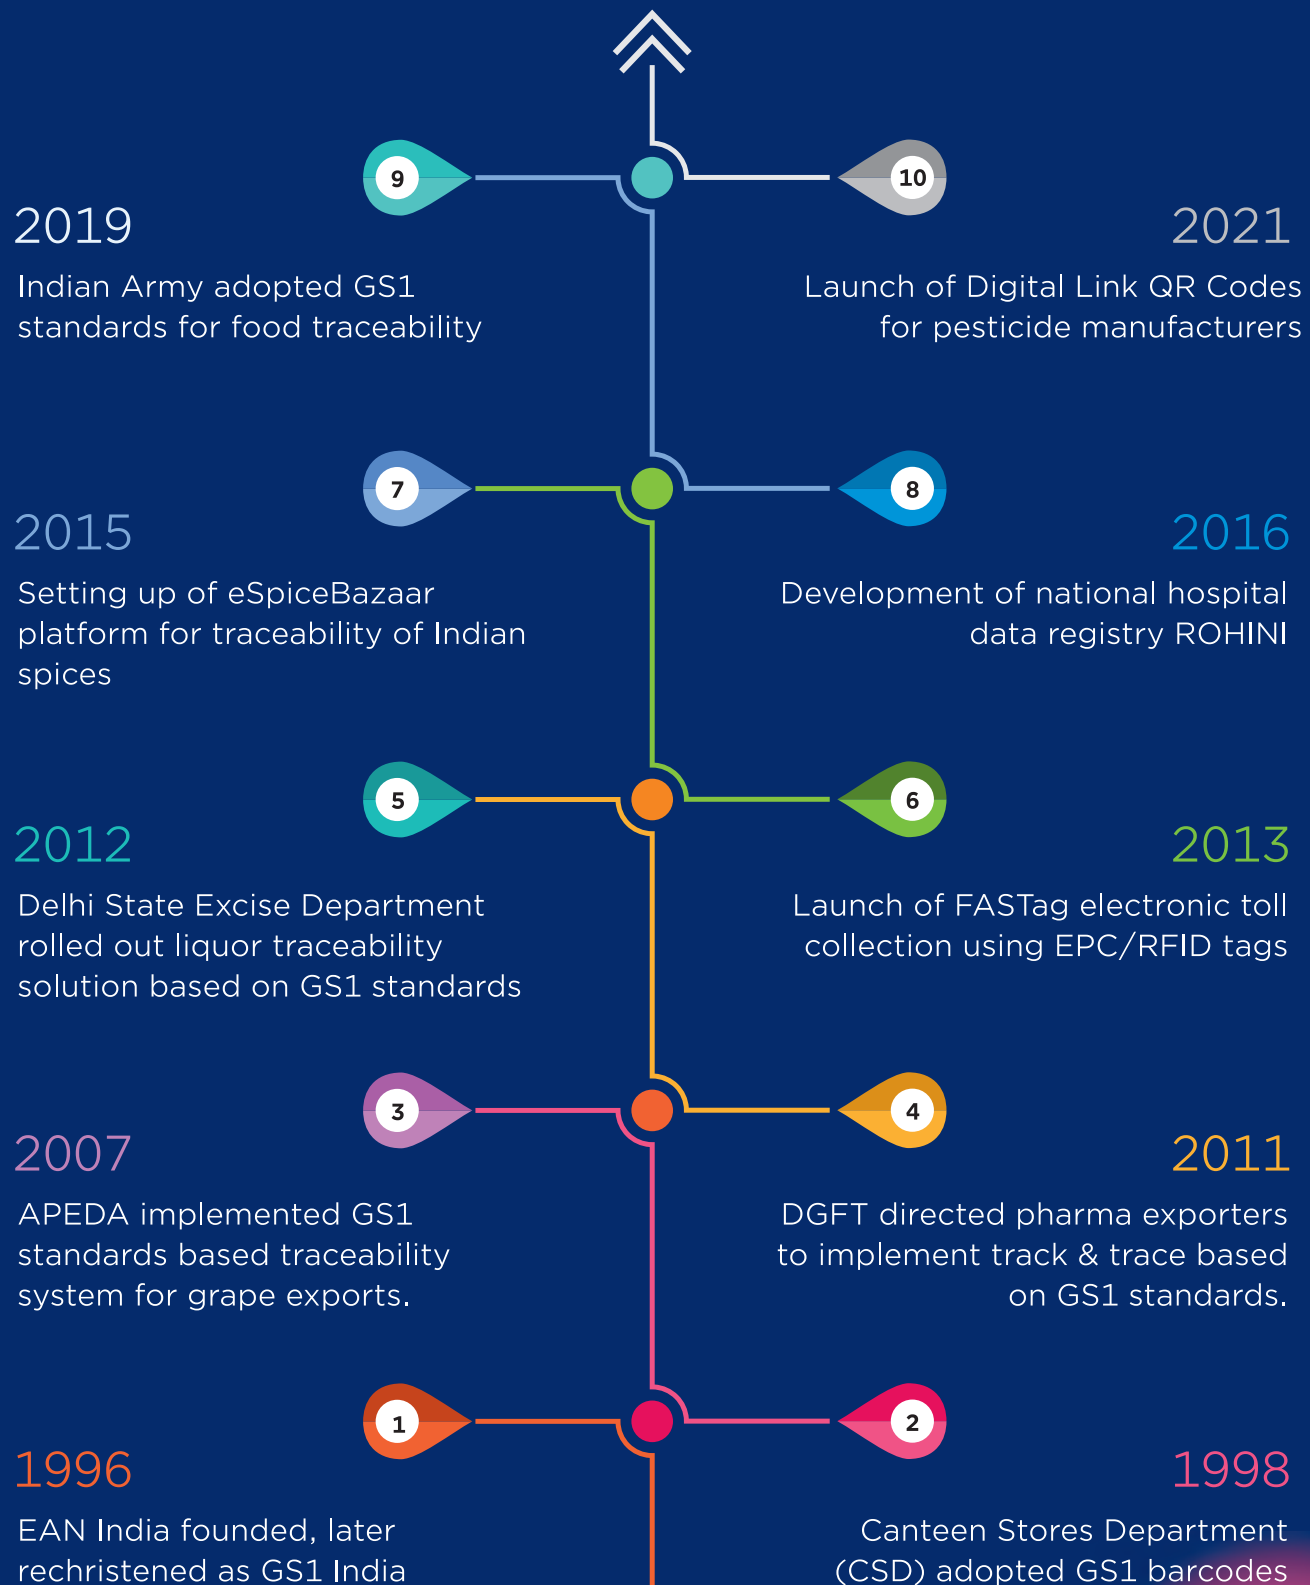 9
10
2019
Indian Army adopted GS1
standards for food traceability
2021
Launch of Digital Link QR Codes
for pesticide manufacturers
7
8
2015
Setting up of eSpiceBazaar
platform for traceability of Indian
spices
2016
Development of national hospital
data registry ROHINI
5
6
2012
Delhi State Excise Department
rolled out liquor traceability
solution based on GS1 standards
2013
Launch of FASTag electronic toll
collection using EPC/RFID tags
3
4
2007
APEDA implemented GS1
standards based traceability
system for grape exports.
2011
DGFT directed pharma exporters
to implement track & trace based
on GS1 standards.
1
2
1996
EAN India founded, later
rechristened as GS1 India
1998
Canteen Stores Department
(CSD) adopted GS1 barcodes